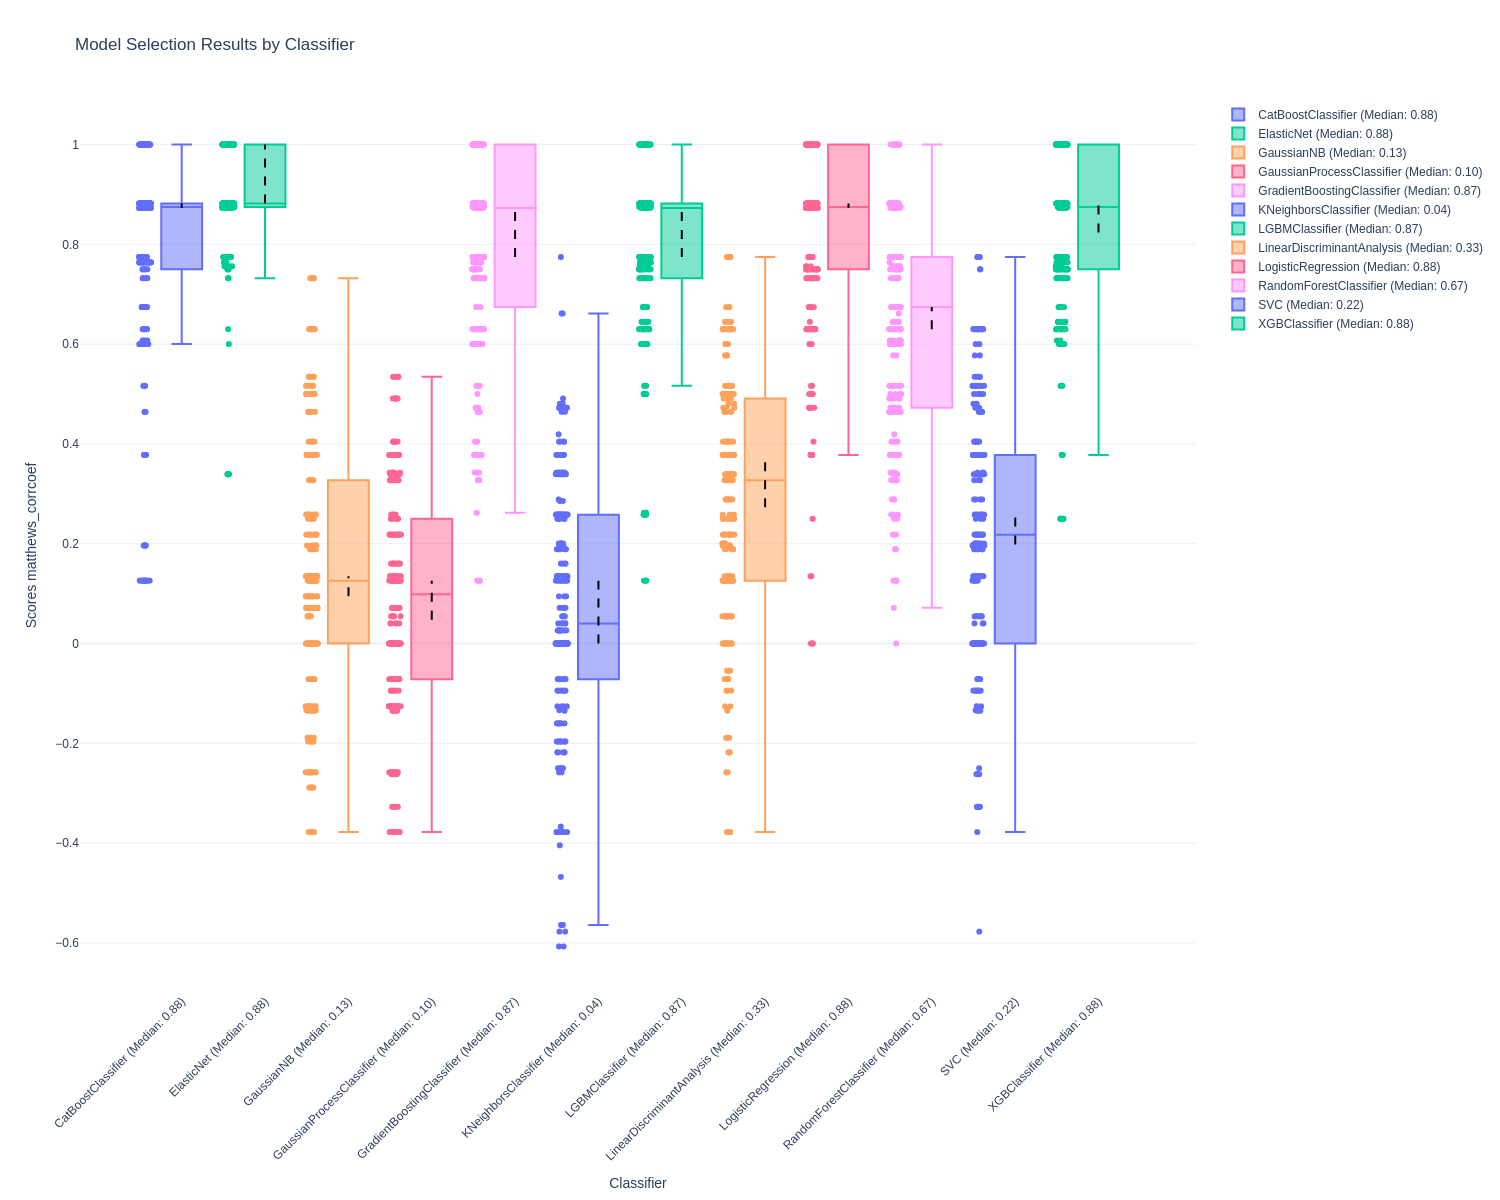 Model Selection Results by Classifier
CatBoostClassifier (Median: 0.88)
ElasticNet (Median: 0.88)
GaussianNB (Median: 0.13)
GaussianProcessClassifier (Median: 0.10)
GradientBoostingClassifier (Median: 0.87)
KNeighborsClassifier (Median: 0.04)
LGBMClassifier (Median: 0.87)
LinearDiscriminantAnalysis (Median: 0.33)
LogisticRegression (Median: 0.88)
RandomForestClassifier (Median: 0.67)
SVC (Median: 0.22)
XGBClassifier (Median: 0.88)
1
0.8
0.6
0.4
0.2
0
−0.2
−0.4
−0.6
Scores matthews_corrcoef
CatBoostClassifier (Median: 0.88)
ElasticNet (Median: 0.88)
GaussianNB (Median: 0.13)
GaussianProcessClassifier (Median: 0.10)
GradientBoostingClassifier (Median: 0.87)
KNeighborsClassifier (Median: 0.04)
LGBMClassifier (Median: 0.87)
LinearDiscriminantAnalysis (Median: 0.33)
LogisticRegression (Median: 0.88)
RandomForestClassifier (Median: 0.67)
SVC (Median: 0.22)
XGBClassifier (Median: 0.88)
Classifier